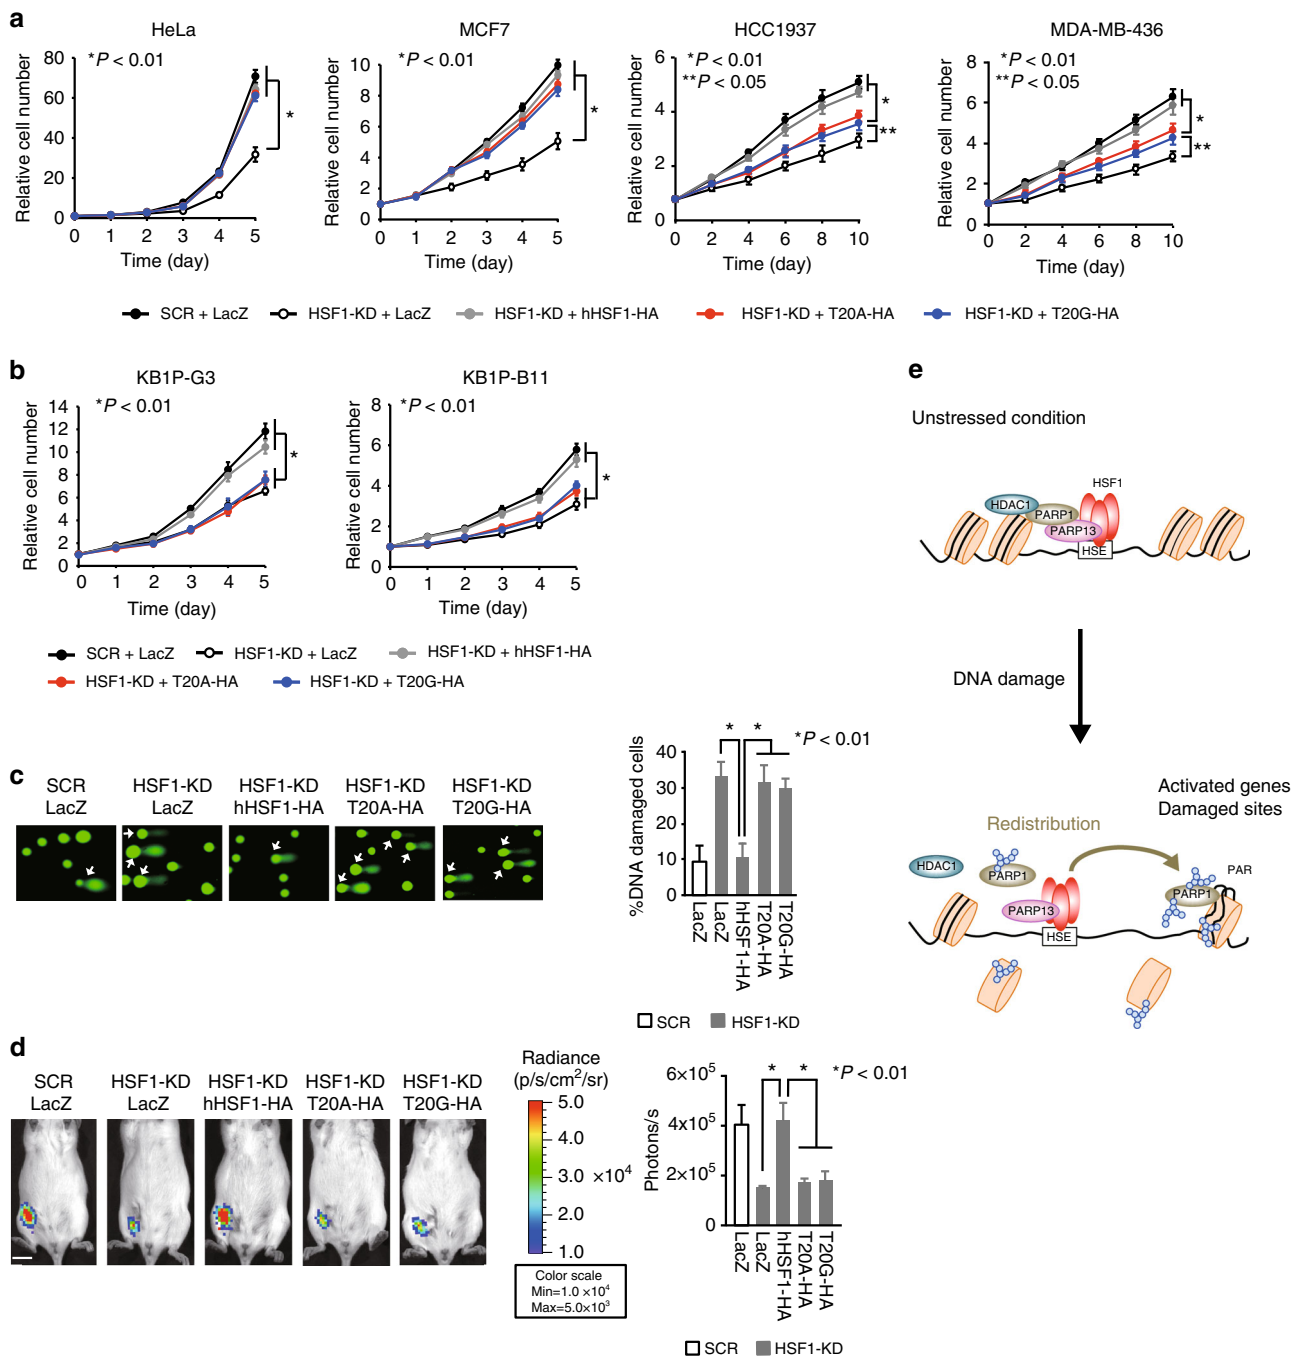 a
HeLa
*P < 0.01
Relative cell number
80
60
40
20
0
0 1 2 3 4 5
Time (day)
*
MCF7
*P < 0.01
Relative cell number
10
8
6
4
2
0
0 1 2 3 4 5
Time (day)
*
HCC1937
*P < 0.01
**P < 0.05
Relative cell number
6
4
2
0
0 2 4 6 8 10
Time (day)
*
**
MDA-MB-436
*P < 0.01
**P < 0.05
Relative cell number
8
6
4
2
0
0 2 4 6 8 10
Time (day)
*
**
SCR + LacZ HSF1-KD + LacZ HSF1-KD + hHSF1-HA HSF1-KD + T20A-HA HSF1-KD + T20G-HA
b
KB1P-G3
*P < 0.01
Relative cell number
14
12
10
8
6
4
2
0
0 1 2 3 4 5
Time (day)
*
KB1P-B11
*P < 0.01
Relative cell number
8
6
4
2
0
0 1 2 3 4 5
Time (day)
*
SCR + LacZ HSF1-KD + LacZ HSF1-KD + hHSF1-HA
HSF1-KD + T20A-HA HSF1-KD + T20G-HA
c
SCR
LacZ
HSF1-KD
LacZ
HSF1-KD
hHSF1-HA
HSF1-KD
T20A-HA
HSF1-KD
T20G-HA
* *
*P < 0.01
%DNA damaged cells
40
30
20
10
0
LacZ
LacZ
hHSF1-HA
T20A-HA
T20G-HA
SCR HSF1-KD
d
SCR
LacZ
HSF1-KD
LacZ
HSF1-KD
hHSF1-HA
HSF1-KD
T20A-HA
HSF1-KD
T20G-HA
Radiance
(p/s/cm²/sr)
5.0
4.0
3.0 ×10⁴
2.0
1.0
Color scale
Min=1.0 ×10⁴
Max=5.0×10³
* *
*P < 0.01
Photons/s
6×10⁵
4×10⁵
2×10⁵
0
LacZ
LacZ
hHSF1-HA
T20A-HA
T20G-HA
SCR HSF1-KD
e
Unstressed condition
HSF1
HDAC1
PARP1
PARP13
HSE
DNA damage
Activated genes
Damaged sites
Redistribution
HDAC1
PARP1
PARP13
HSE
PARP1
PAR